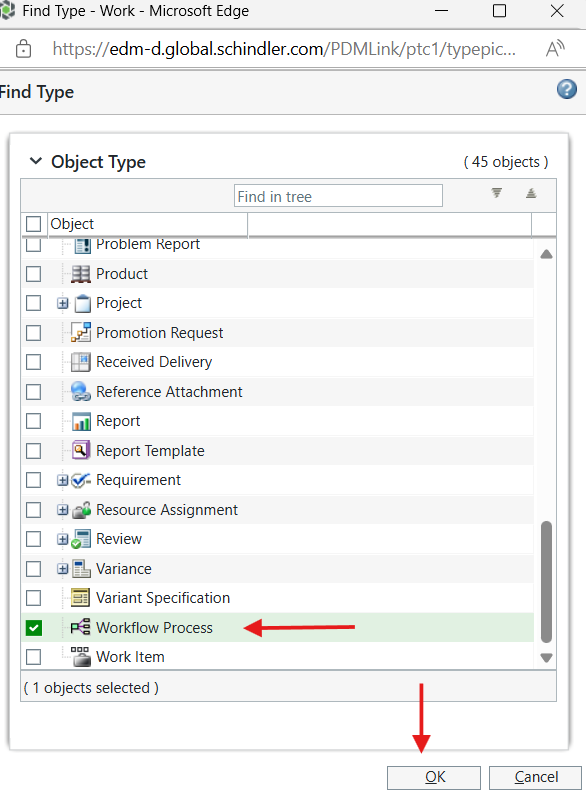 Find Type - Work - Microsoft Edge
https://edm-d.global.schindler.com/PDMLink/ptc1/typepic...
Find Type
Object Type
( 45 objects )
Find in tree
Object
Problem Report
Product
Project
Promotion Request
Received Delivery
Reference Attachment
Report
Report Template
Requirement
Resource Assignment
Review
Variance
Variant Specification
Workflow Process
Work Item
( 1 objects selected )
OK
Cancel